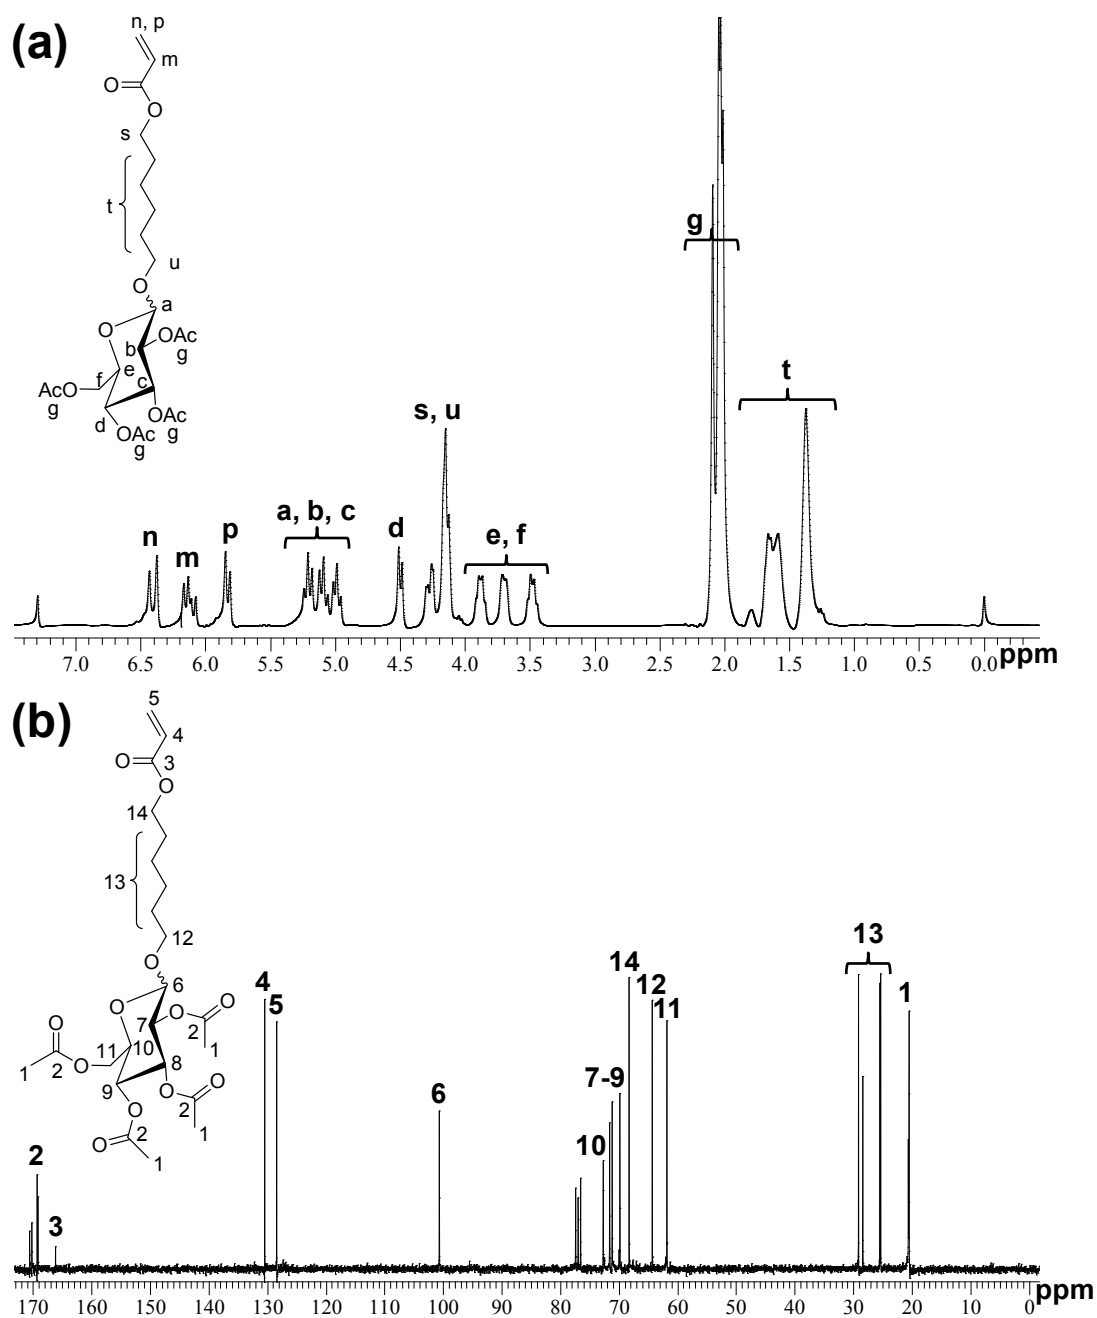 (a)
n, p
m
O
O
s
t
u
O
a
O
OAc
b
g
e
f
c
AcO
g
OAc
d
g
OAc
g
g
t
s, u
n
m
p
a, b, c
d
e, f
7.0 6.5 6.0 5.5 5.0 4.5 4.0 3.5 3.0 2.5 2.0 1.5 1.0 0.5 0.0 ppm
(b)
5
4
O
3
O
14
13
12
O
6
O
O
O
7
2
1
O
11
10
O
1
2
8
O
O
9
2
O
1
O
2
1
13
14
12
11
1
4
5
7-9
6
10
2
3
170 160 150 140 130 120 110 100 90 80 70 60 50 40 30 20 10 0 ppm